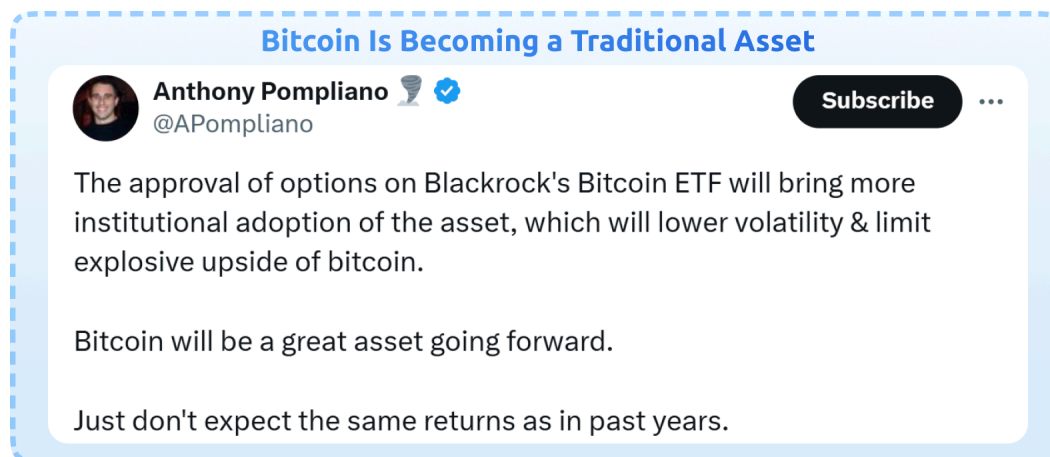 Bitcoin Is Becoming a Traditional Asset
Anthony Pompliano 🌪
@APompliano
Subscribe
The approval of options on Blackrock's Bitcoin ETF will bring more
institutional adoption of the asset, which will lower volatility & limit
explosive upside of bitcoin.
Bitcoin will be a great asset going forward.
Just don't expect the same returns as in past years.